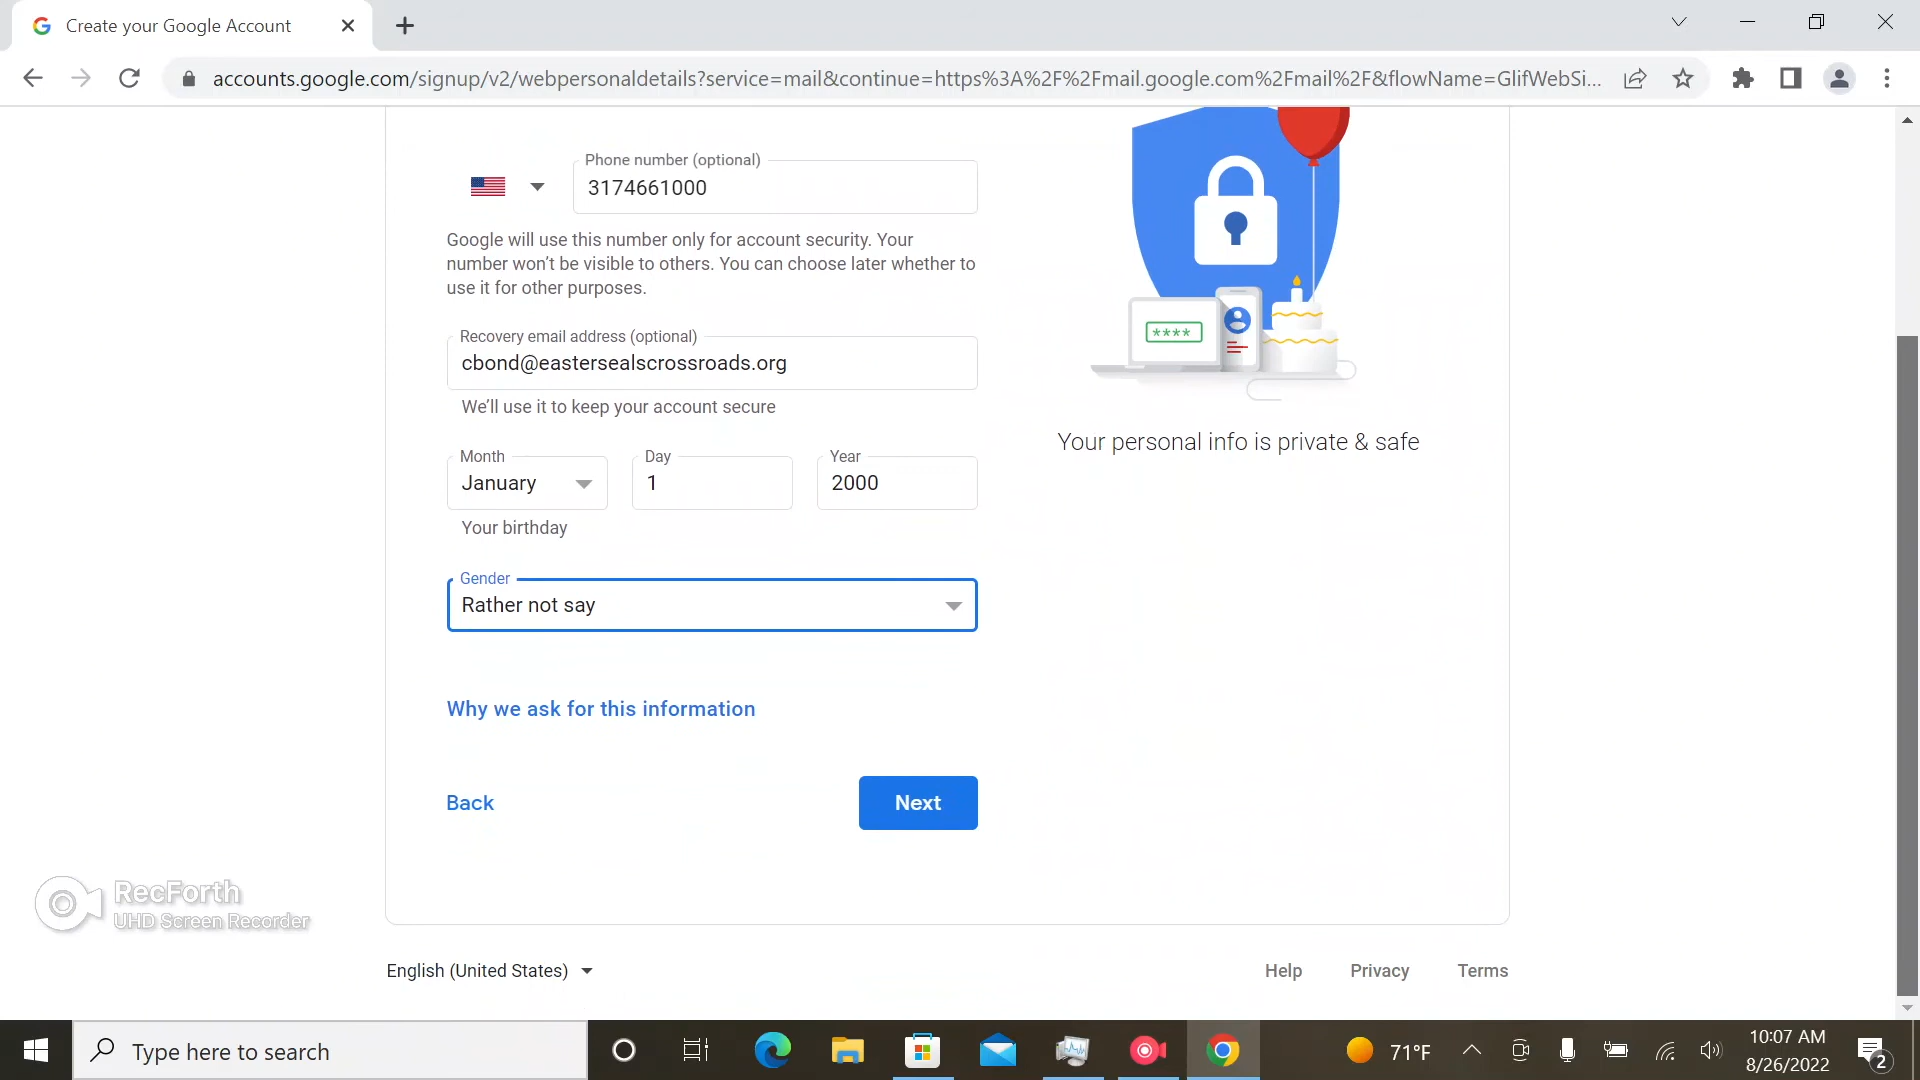 Create your Google Account
accounts.google.com/signup/v2/webpersonaldetails?service=mail&continue=https%3A%2F%2Fmail.google.com%2Fmail%2F&flowName=GlifWebSi...
Phone number (optional)
3174661000
Google will use this number only for account security. Your
number won't be visible to others. You can choose later whether to
use it for other purposes.
Recovery email address (optional)
cbond@eastersealscrossroads.org
We'll use it to keep your account secure
Month
Day
Year
January
1
2000
Your birthday
Gender
Rather not say
Why we ask for this information
Back
Next
****
Your personal info is private & safe
RecForth
UHD Screen Recorder
English (United States)
Help
Privacy
Terms
Type here to search
71°F
10:07 AM
8/26/2022
2